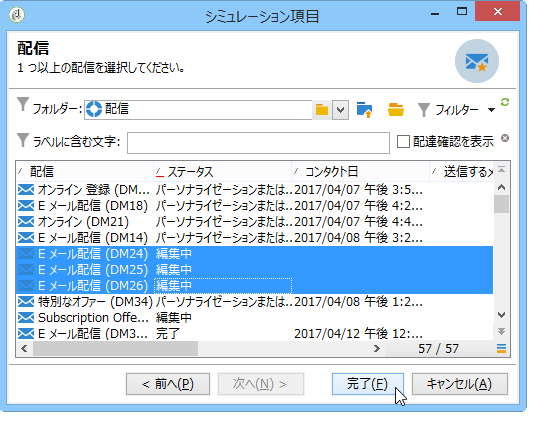 シミュレーション項目
配信
1 つ以上の配信を選択してください。
フォルダー: 配信 フィルター
ラベルに含む文字: 配達確認を表示
配信 ステータス コンタクト日 送信するメ
オンライン 登録 (DM... パーソナライゼーションまたは... 2017/04/07 午後 3:5...
E メール配信 (DM18) パーソナライゼーションまたは... 2017/04/07 午後 4:2...
オンライン (DM21) パーソナライゼーションまたは... 2017/04/07 午後 4:4...
E メール配信 (DM14) パーソナライゼーションまたは... 2017/04/08 午後 3:2...
E メール配信 (DM24) 編集中
E メール配信 (DM25) 編集中
E メール配信 (DM26) 編集中
特別なオファー (DM34) パーソナライゼーションまたは... 2017/04/08 午後 1:2...
Subscription Offe... 編集中
E メール配信 (DM3... 完了 2017/04/12 午後 12:...
57 / 57
< 前へ(P) 次へ(N) > 完了(F) キャンセル(A)